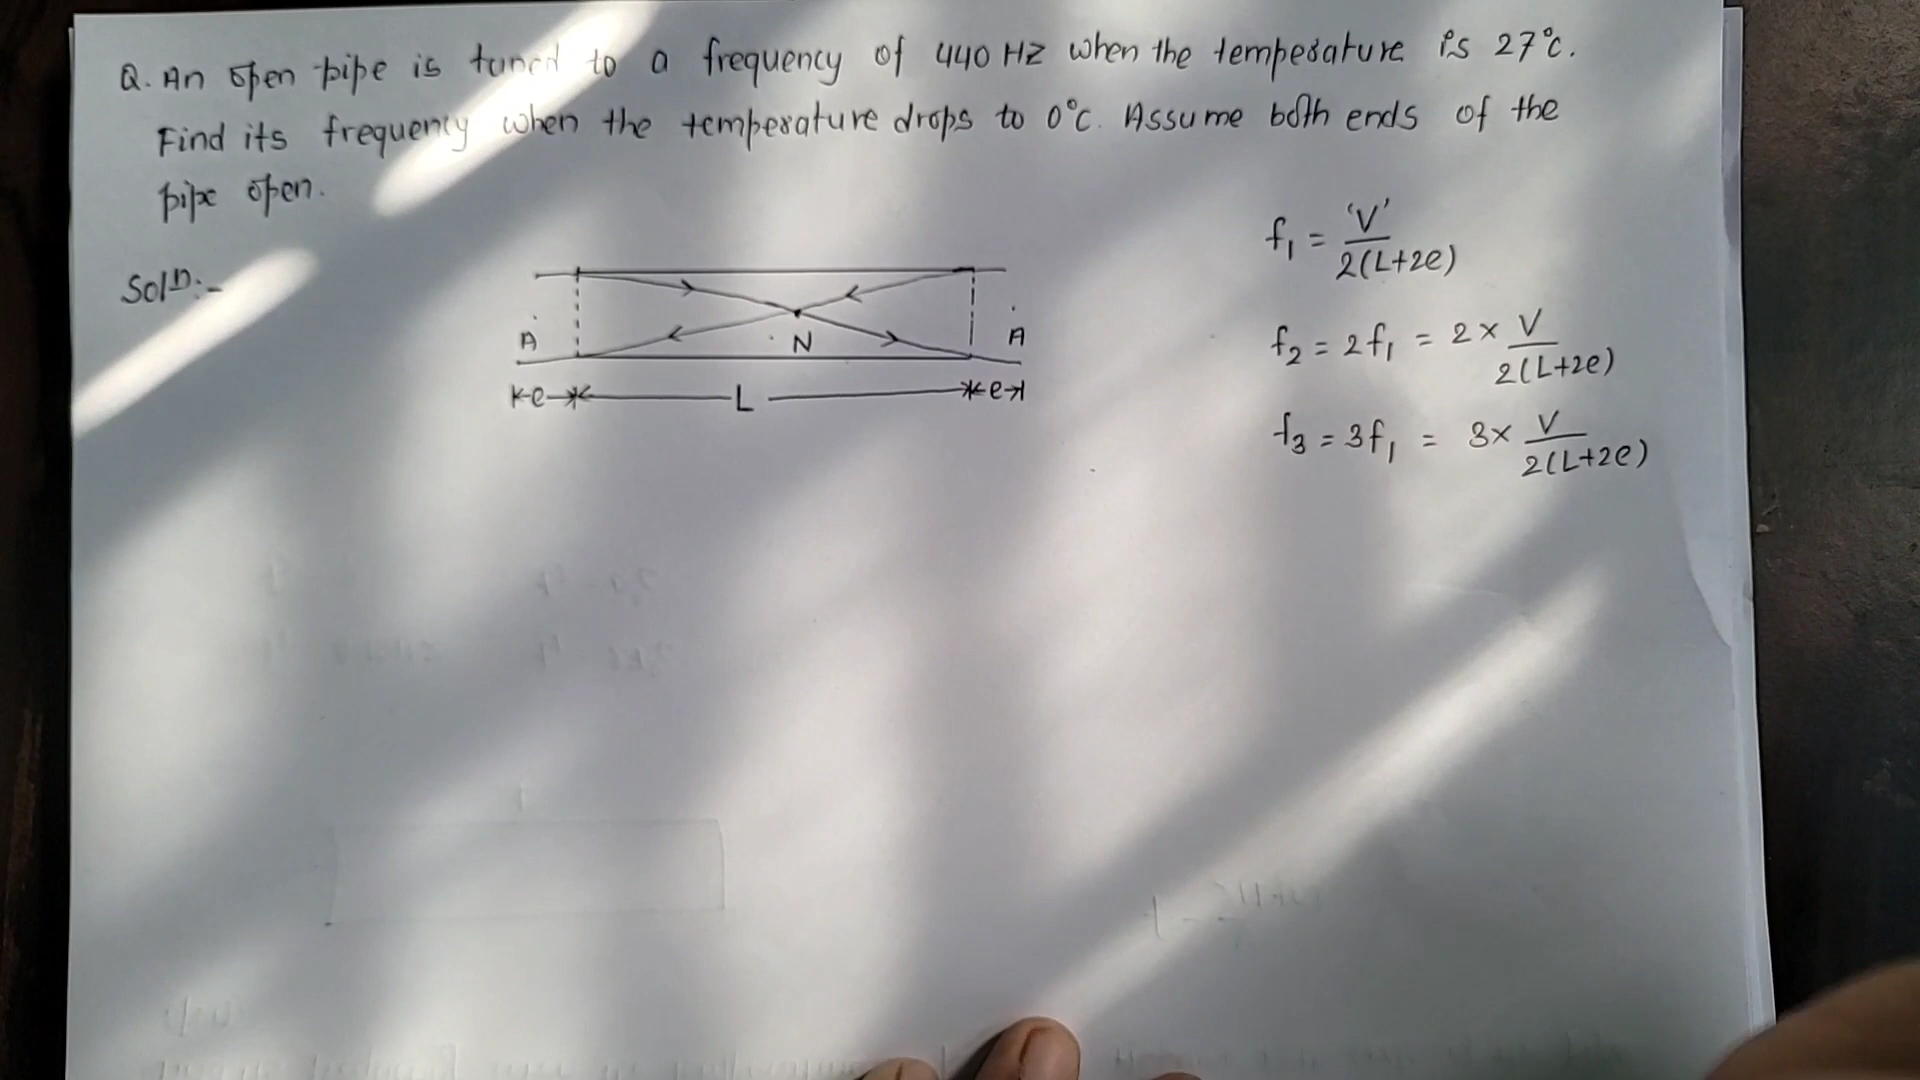 Q. An open pipe is tuned to a frequency of 440 HZ when the temperature is 27°c.
Find its frequency when the temperature drops to 0°c. Assume both ends of the
pipe open.
Solⁿ:-
A N A
e L e
f₁ = 'V' / 2(L+2e)
f₂ = 2f₁ = 2 × V / 2(L+2e)
f₃ = 3f₁ = 3× V / 2(L+2e)